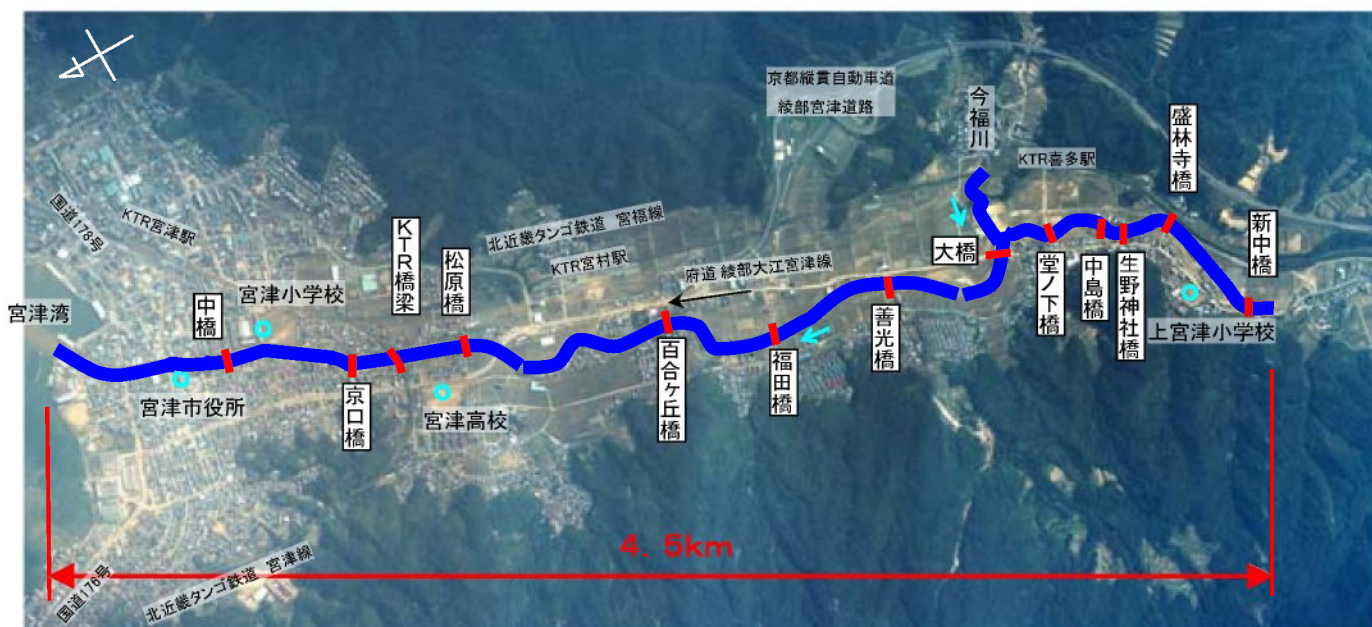 京都縦貫自動車道
綾部宮津道路
今福川
KTR喜多駅
盛林寺橋
新中橋
国道178号
KTR宮津駅
宮津湾
中橋
宮津小学校
KTR橋梁
松原橋
北近畿タンゴ鉄道 宮福線
KTR宮村駅
府道 綾部大江宮津線
大橋
善光橋
堂ノ下橋
中島橋
生野神社橋
上宮津小学校
宮津市役所
京口橋
宮津高校
百合ヶ丘橋
福田橋
4.5km
国道176号
北近畿タンゴ鉄道 宮津線